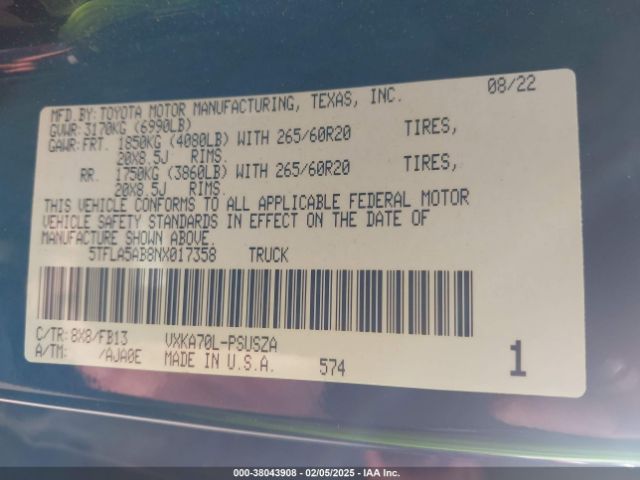 08/22
MFD. BY: TOYOTA MOTOR MANUFACTURING, TEXAS, INC.
GVWR: 3170KG (6990LB)
GAWR: FRT. 1850KG (4080LB) WITH 265/60R20 TIRES,
20X8.5J RIMS.
RR. 1750KG (3860LB) WITH 265/60R20 TIRES,
20X8.5J RIMS.
THIS VEHICLE CONFORMS TO ALL APPLICABLE FEDERAL MOTOR
VEHICLE SAFETY STANDARDS IN EFFECT ON THE DATE OF
MANUFACTURE SHOWN ABOVE.
5TFLA5AB8NX017358 TRUCK
C/TR: 8X8/FB13 VXKA70L-PSUSZA
A/TM: /AJA0E MADE IN U.S.A. 574 1
000-38043908 - 02/05/2025 - IAA Inc.